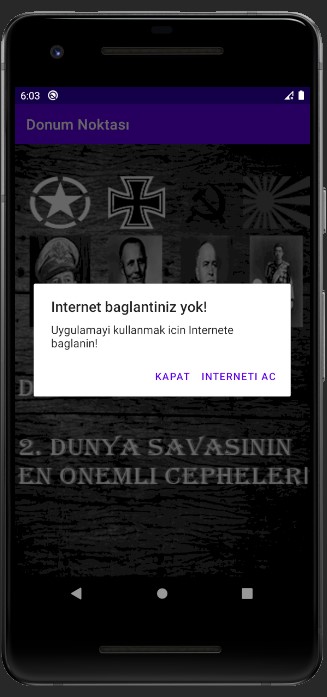 6:03
Donum Noktası
Internet baglantiniz yok!
Uygulamayi kullanmak icin Internete
baglanin!
KAPAT INTERNETI AC
D
2. DUNYA SAVASININ
EN ONEMLI CEPHELERI